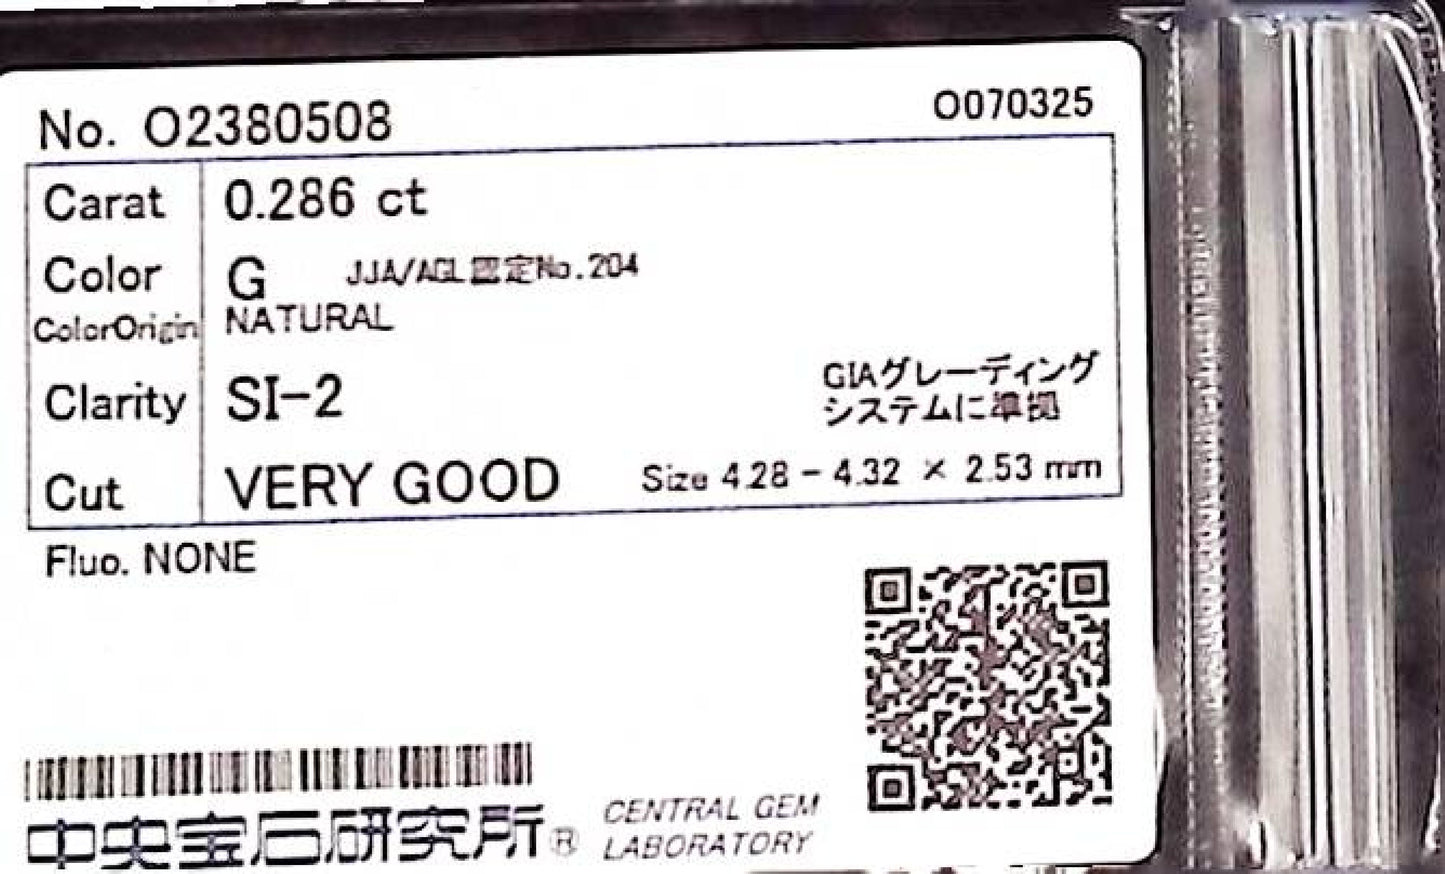 No. O2380508
O070325
Carat 0.286 ct
Color G JJA/AGL認定No.204
ColorOrigin NATURAL
Clarity SI-2
GIAグレーディング
システムに準拠
Cut VERY GOOD Size 4.28 - 4.32 × 2.53 mm
Fluo. NONE
中央宝石研究所® CENTRAL GEM
LABORATORY